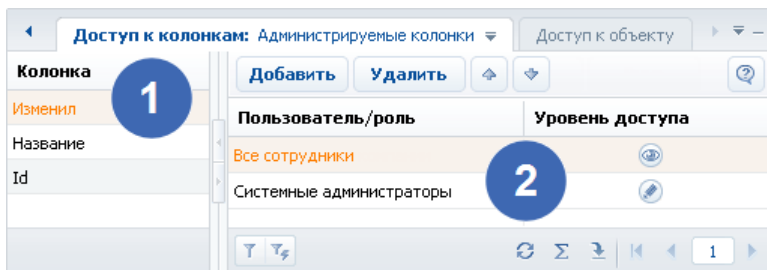 Доступ к колонкам: Администрируемые колонки
Доступ к объекту
Колонка
Изменил
Название
Id
1
Добавить
Удалить
Пользователь/роль
Уровень доступа
Все сотрудники
Системные администраторы
2
Σ
1